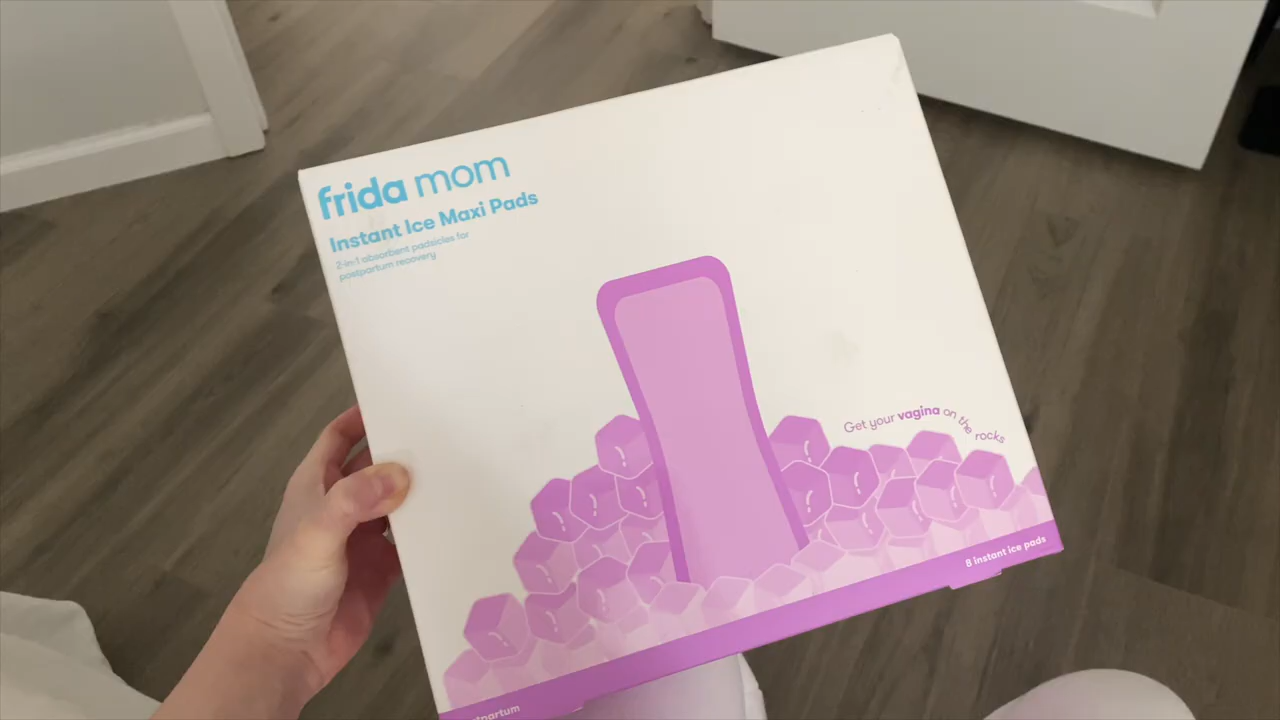 frida mom
Instant Ice Maxi Pads
2-in-1 absorbent padsicles for
postpartum recovery
Get your vagina on the rocks
8 instant ice pads